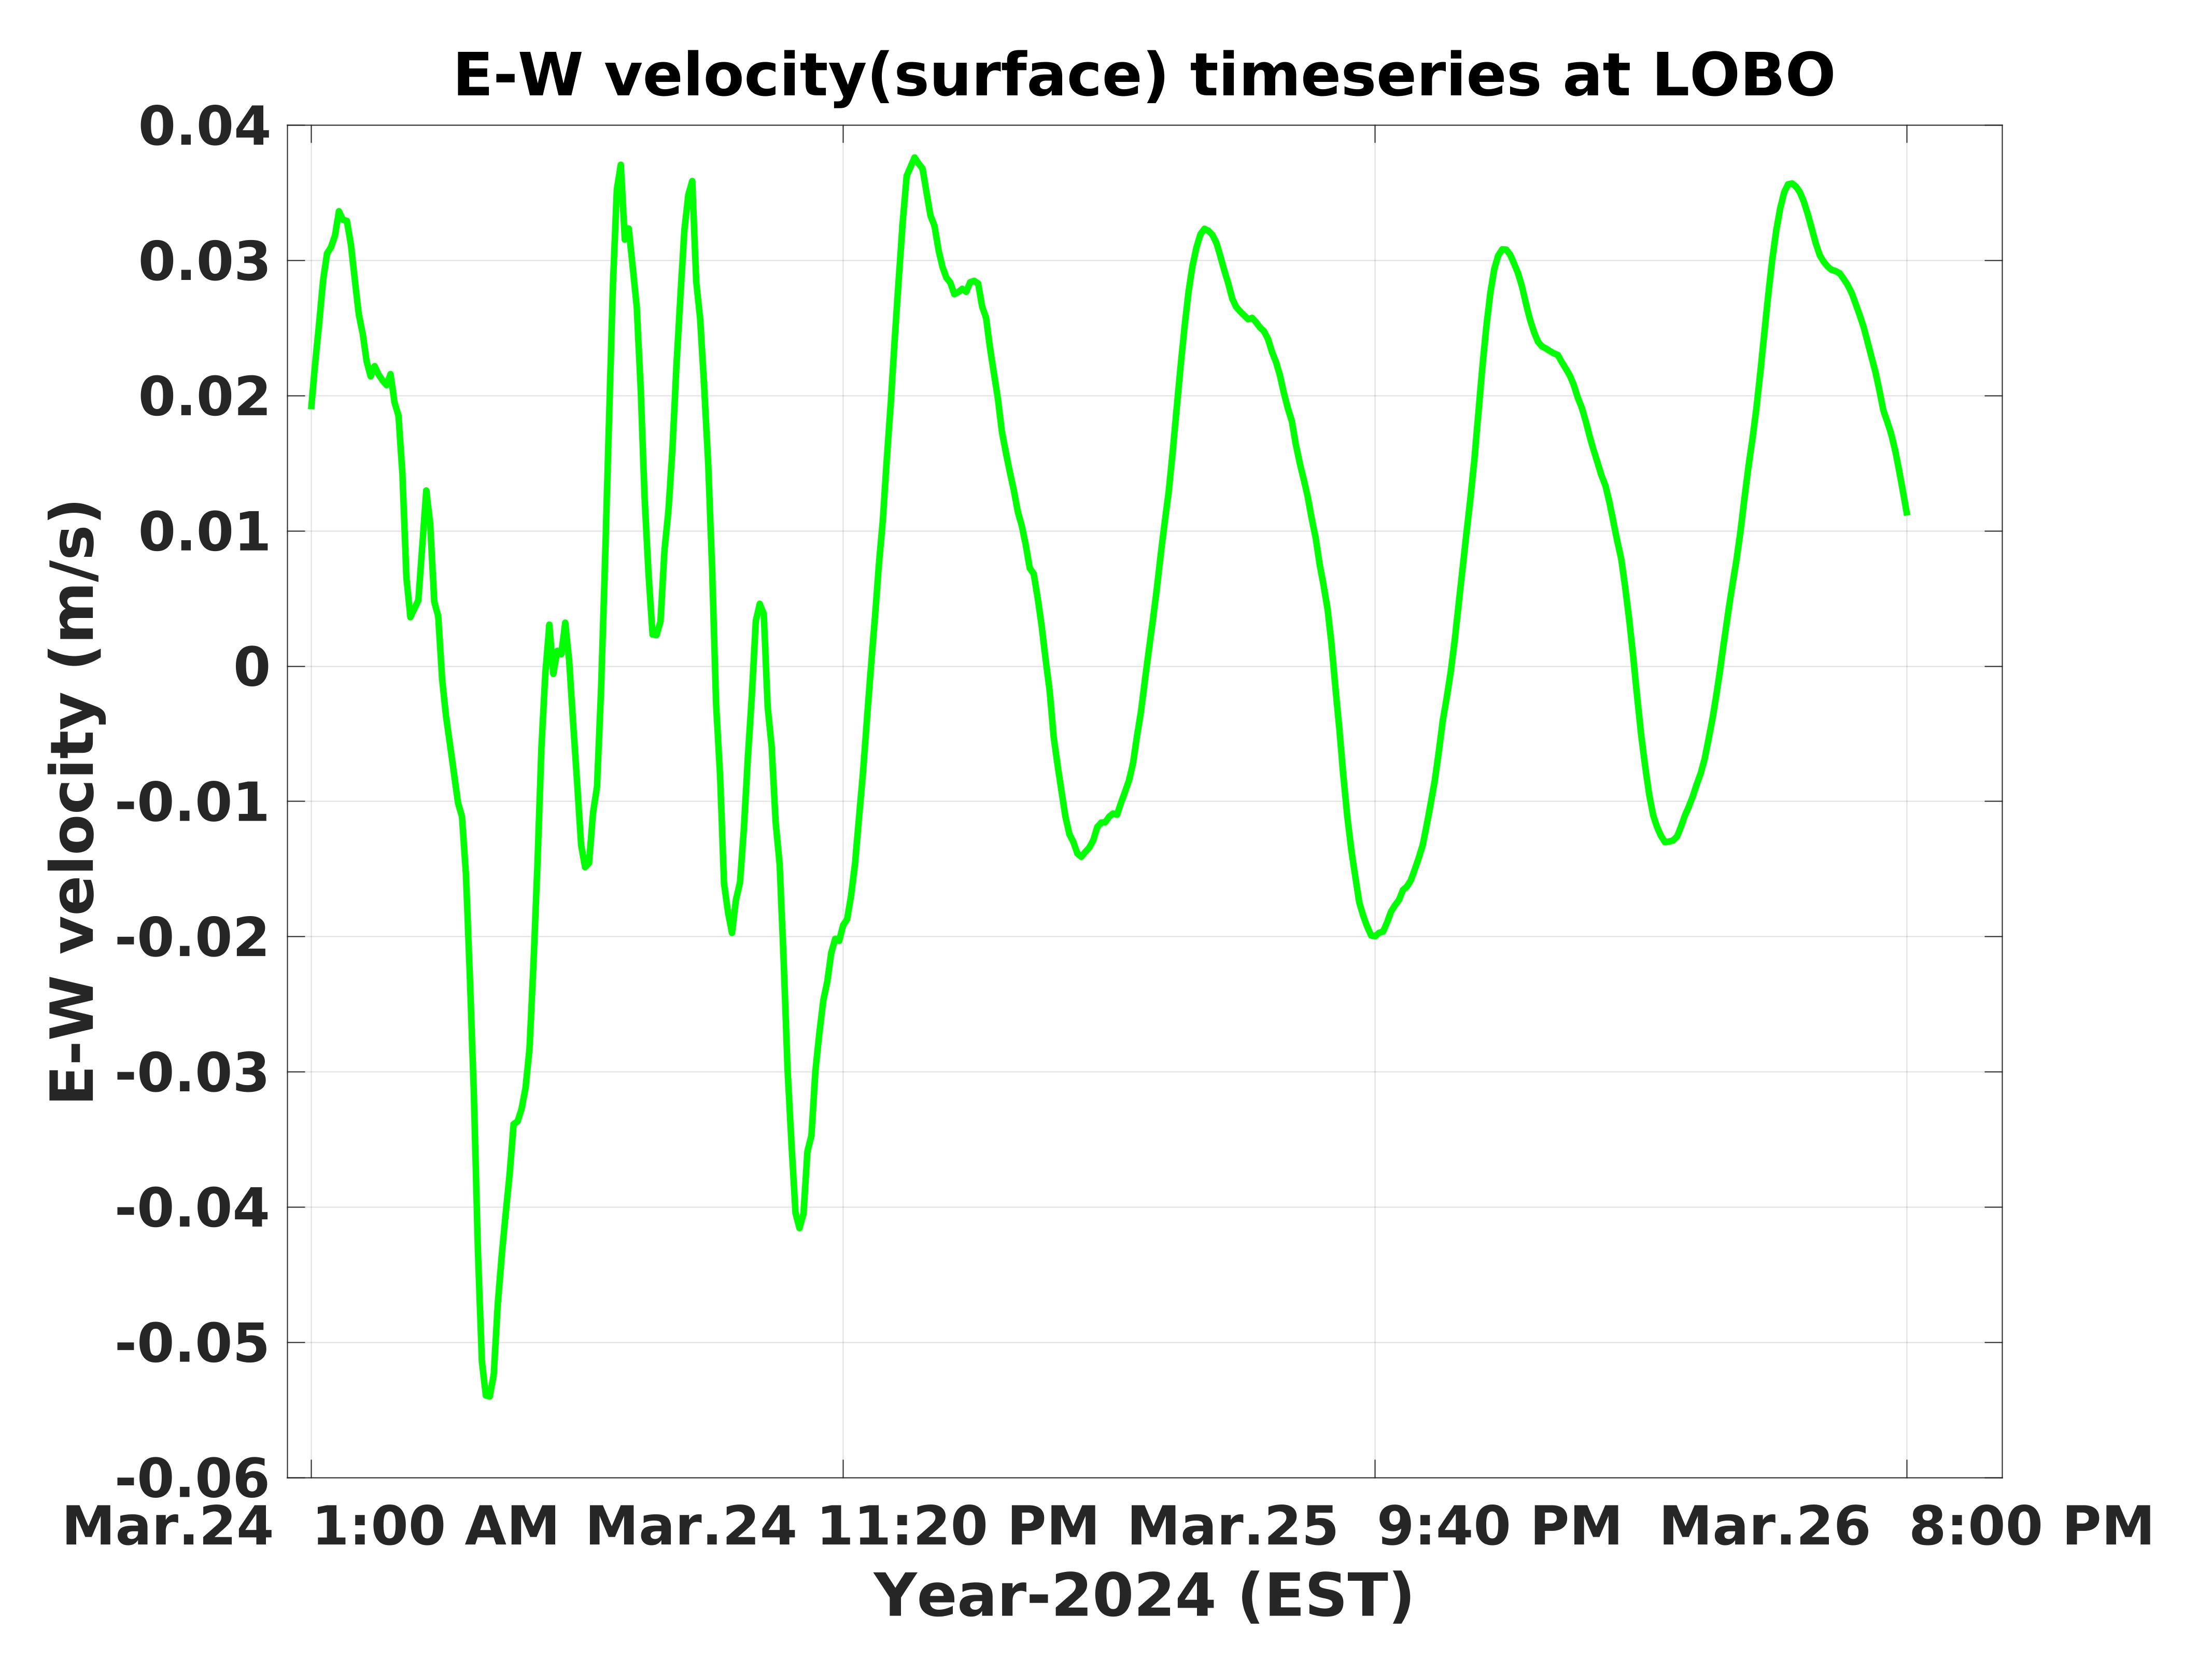 E-W velocity(surface) timeseries at LOBO
E-W velocity (m/s)
0.04
0.03
0.02
0.01
0
-0.01
-0.02
-0.03
-0.04
-0.05
-0.06
Mar.24 1:00 AM Mar.24 11:20 PM Mar.25 9:40 PM Mar.26 8:00 PM
Year-2024 (EST)